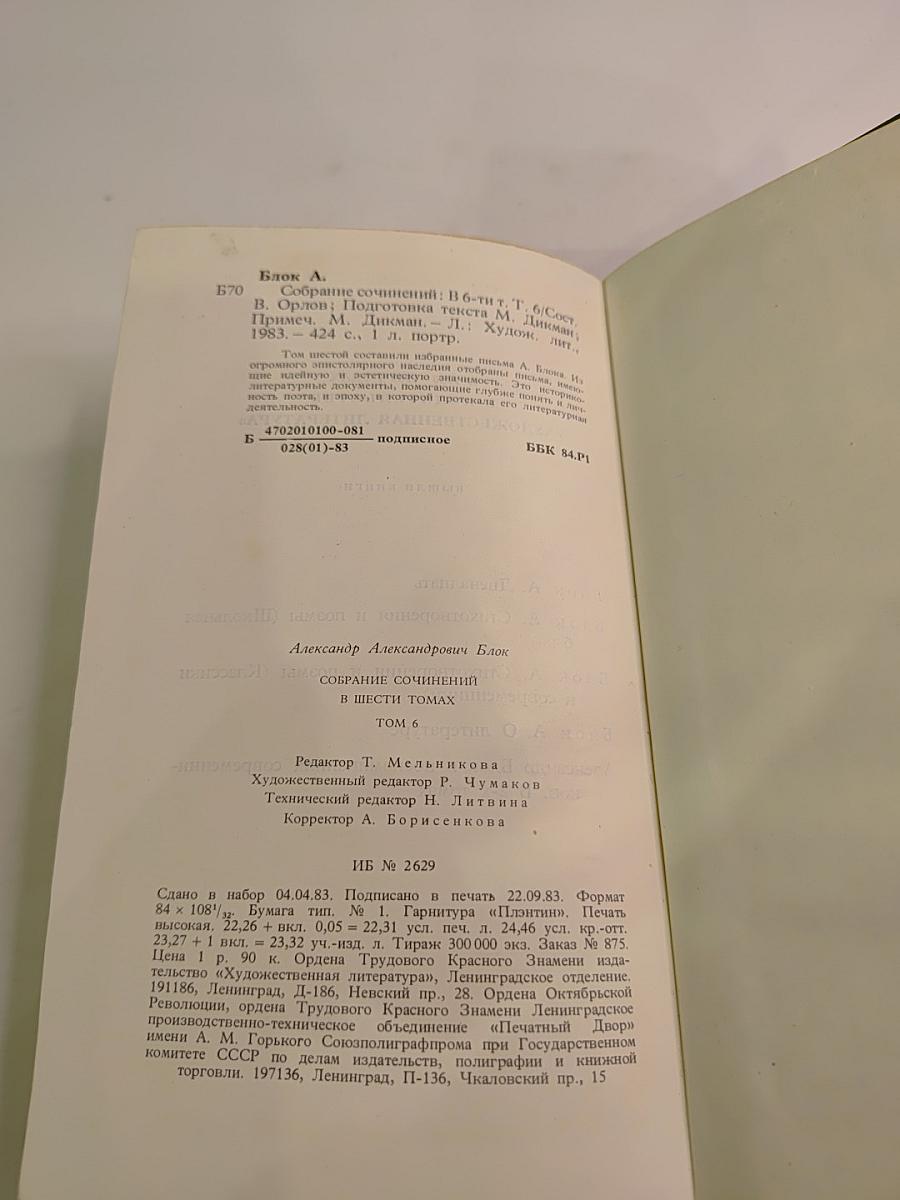 Блок А.
Б70 Собрание сочинений: В 6-ти т. Т. 6/Сост.
В. Орлов; Подготовка текста М. Дикман;
Примеч. М. Дикман. – Л.: Худож. лит.,
1983. – 424 с., 1 л. портр.
Том шестой составили избранные письма А. Блока. Из
огромного эпистолярного наследия отобраны письма, имею-
щие идейную и эстетическую значимость. Это историко-
литературные документы, помогающие глубже понять и лич-
ность поэта, и эпоху, в которой протекала его литературная
деятельность.
Б 4702010100-081 / 028(01)-83 подписное
ББК 84.Р1
Александр Александрович Блок
СОБРАНИЕ СОЧИНЕНИЙ
В ШЕСТИ ТОМАХ
ТОМ 6
Редактор Т. Мельникова
Художественный редактор Р. Чумаков
Технический редактор Н. Литвина
Корректор А. Борисенкова
ИБ № 2629
Сдано в набор 04.04.83. Подписано в печать 22.09.83. Формат
84 × 108¹/₃₂. Бумага тип. № 1. Гарнитура «Плэнтин». Печать
высокая. 22,26 + вкл. 0,05 = 22,31 усл. печ. л. 24,46 усл. кр.-отт.
23,27 + 1 вкл. = 23,32 уч.-изд. л. Тираж 300 000 экз. Заказ № 875.
Цена 1 р. 90 к. Ордена Трудового Красного Знамени изда-
тельство «Художественная литература», Ленинградское отделение.
191186, Ленинград, Д-186, Невский пр., 28. Ордена Октябрьской
Революции, ордена Трудового Красного Знамени Ленинградское
производственно-техническое объединение «Печатный Двор»
имени А. М. Горького Союзполиграфпрома при Государственном
комитете СССР по делам издательств, полиграфии и книжной
торговли. 197136, Ленинград, П-136, Чкаловский пр., 15